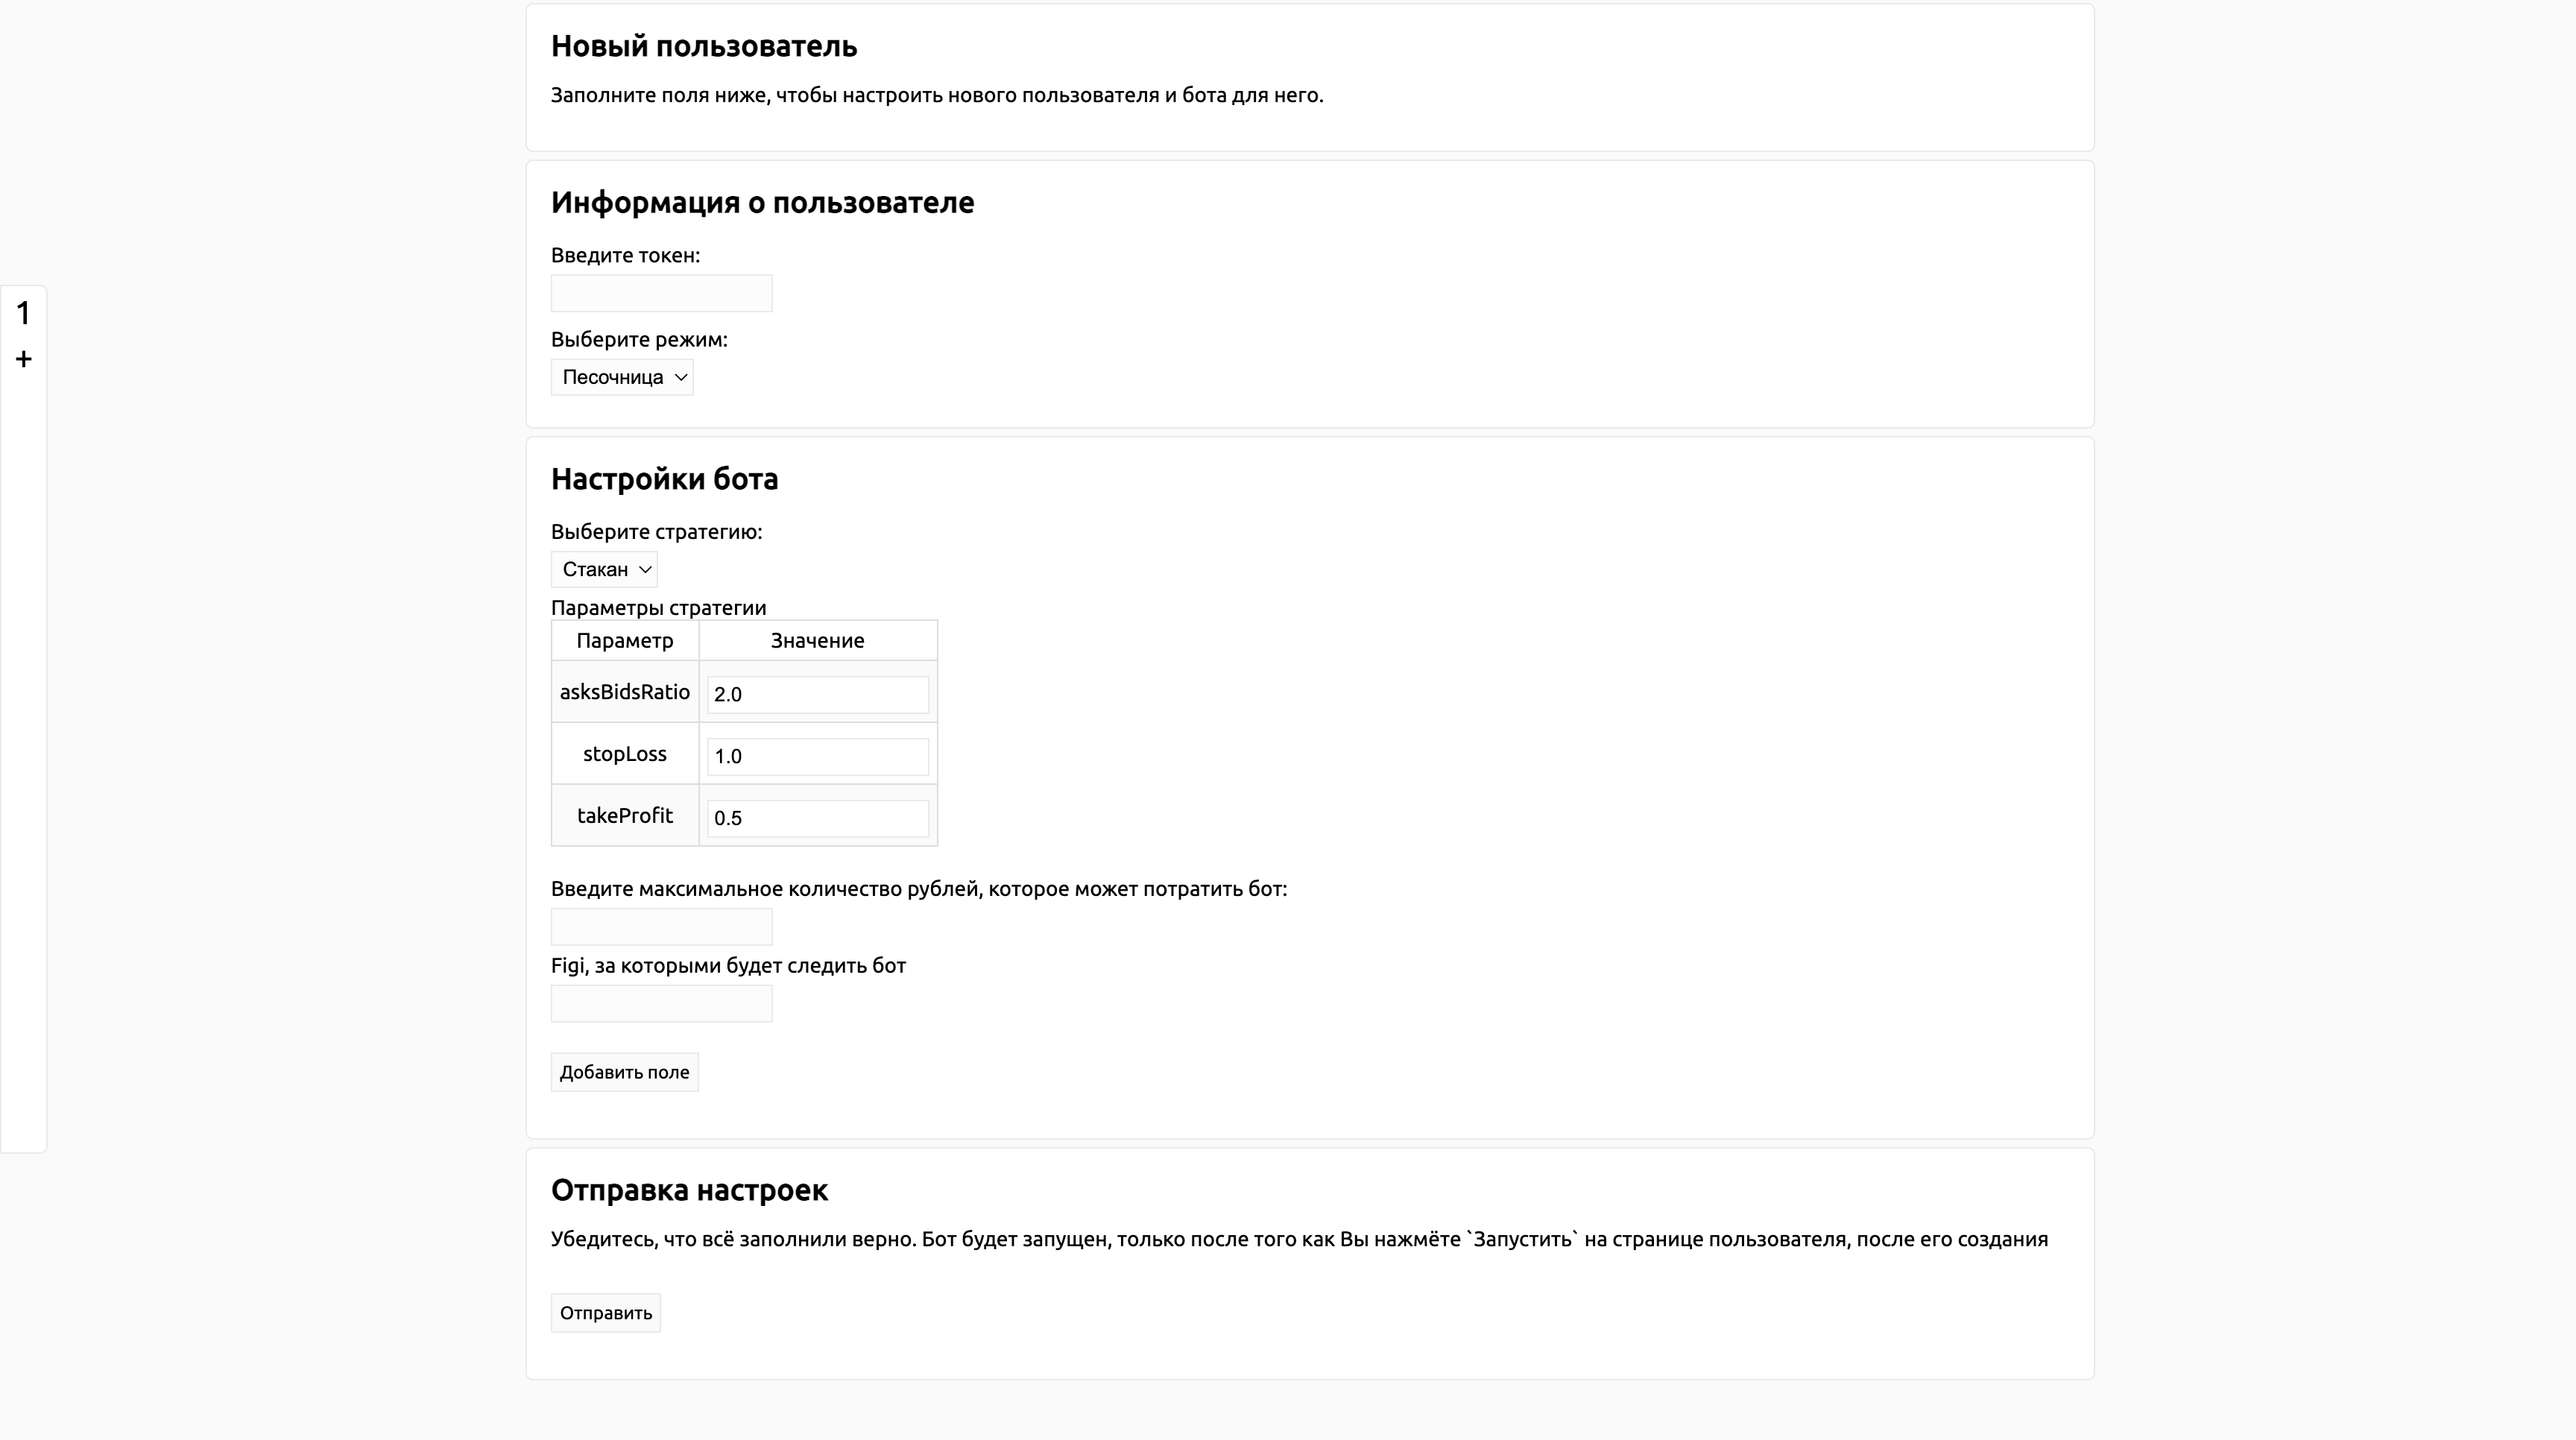 Новый пользователь
Заполните поля ниже, чтобы настроить нового пользователя и бота для него.
Информация о пользователе
Введите токен:
1
+
Выберите режим:
Песочница
Настройки бота
Выберите стратегию:
Стакан
Параметры стратегии
Параметр Значение
asksBidsRatio 2.0
stopLoss 1.0
takeProfit 0.5
Введите максимальное количество рублей, которое может потратить бот:
Figi, за которыми будет следить бот
Добавить поле
Отправка настроек
Убедитесь, что всё заполнили верно. Бот будет запущен, только после того как Вы нажмёте `Запустить` на странице пользователя, после его создания
Отправить